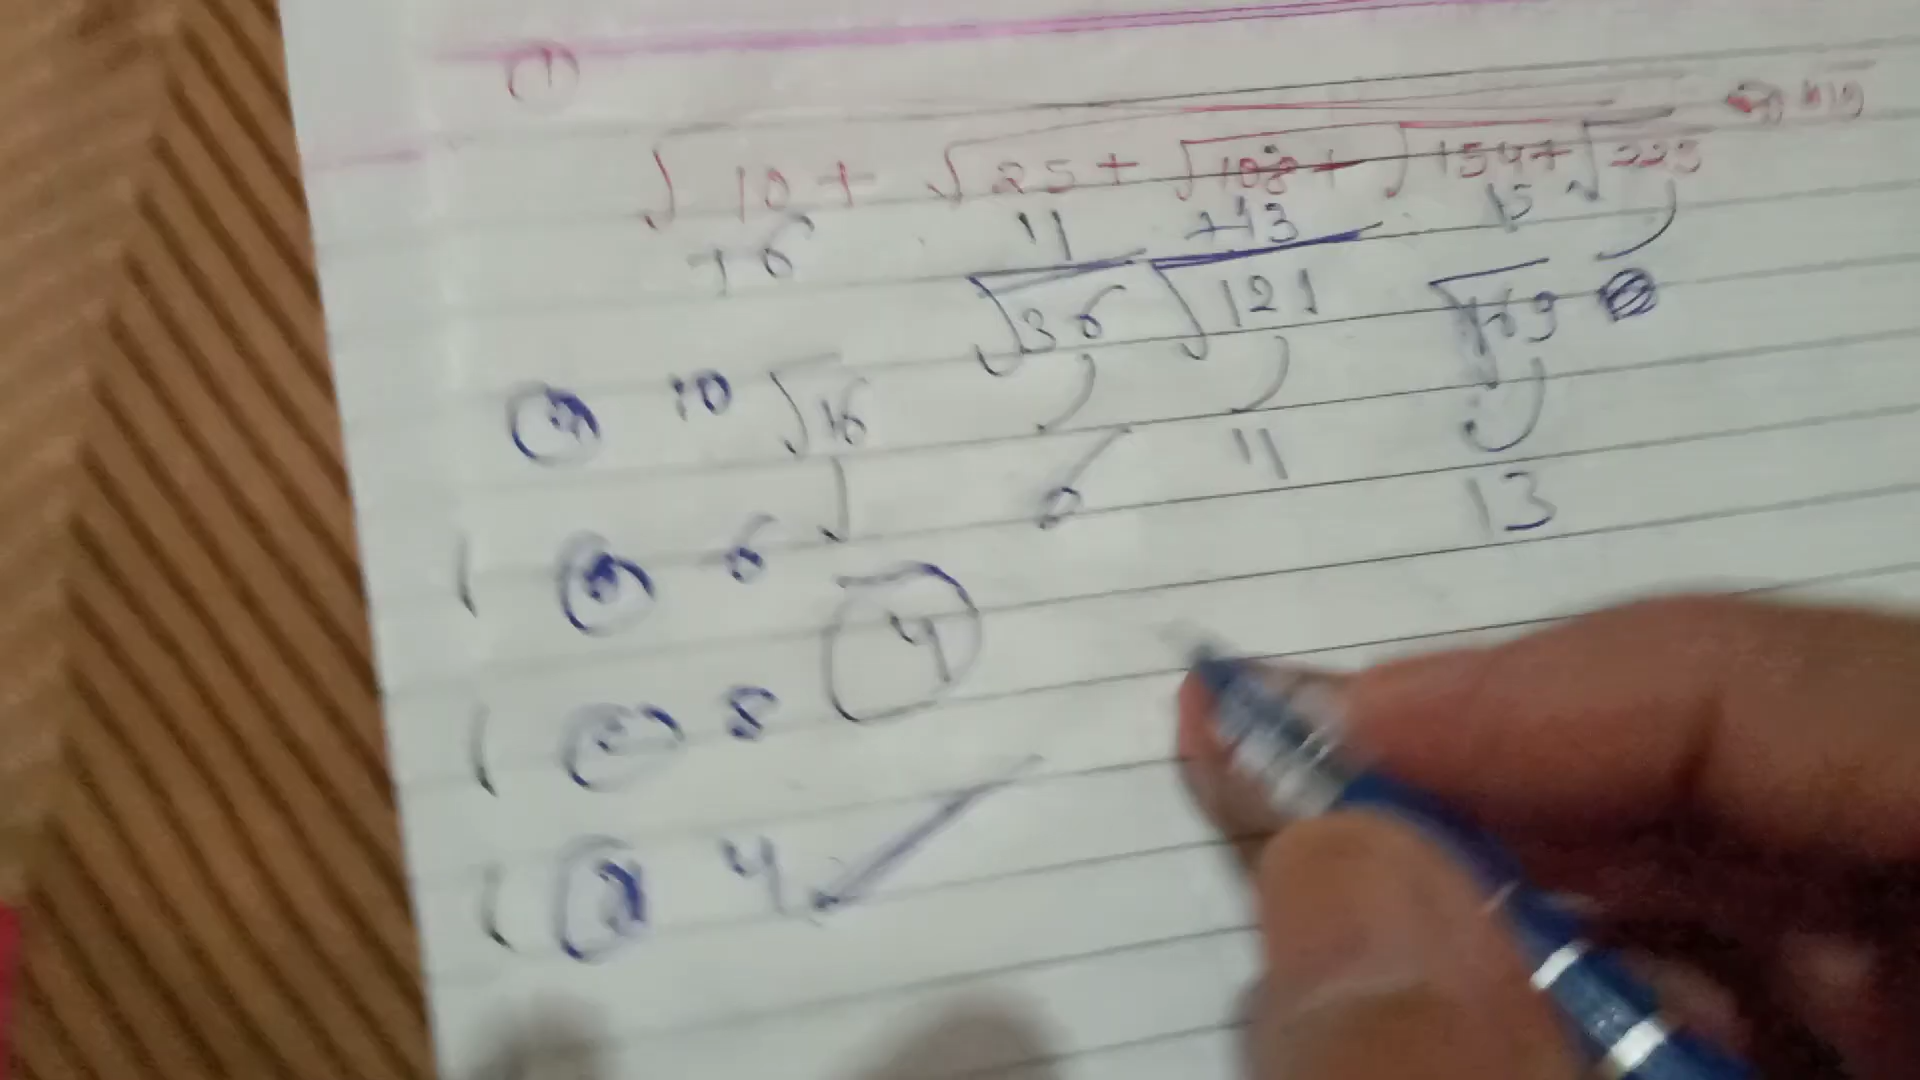 (1)
√10 + √25 + √108 + √154 + √225
+6 11 +13 15
√36 √121 √169
10 √16
6 11
6 13
4
8
4